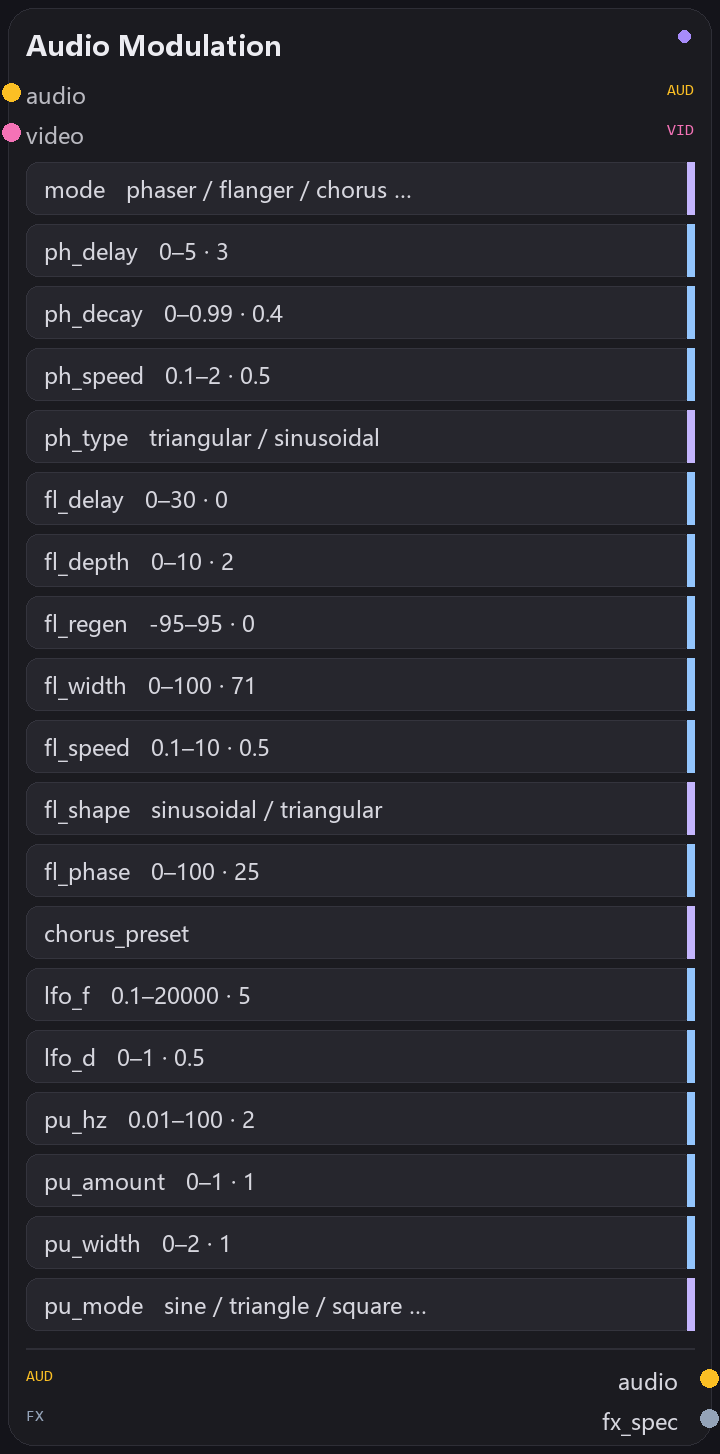 Audio Modulation
audio AUD
video VID
mode phaser / flanger / chorus ...
ph_delay 0–5 · 3
ph_decay 0–0.99 · 0.4
ph_speed 0.1–2 · 0.5
ph_type triangular / sinusoidal
fl_delay 0–30 · 0
fl_depth 0–10 · 2
fl_regen -95–95 · 0
fl_width 0–100 · 71
fl_speed 0.1–10 · 0.5
fl_shape sinusoidal / triangular
fl_phase 0–100 · 25
chorus_preset
lfo_f 0.1–20000 · 5
lfo_d 0–1 · 0.5
pu_hz 0.01–100 · 2
pu_amount 0–1 · 1
pu_width 0–2 · 1
pu_mode sine / triangle / square ...
AUD audio
FX fx_spec